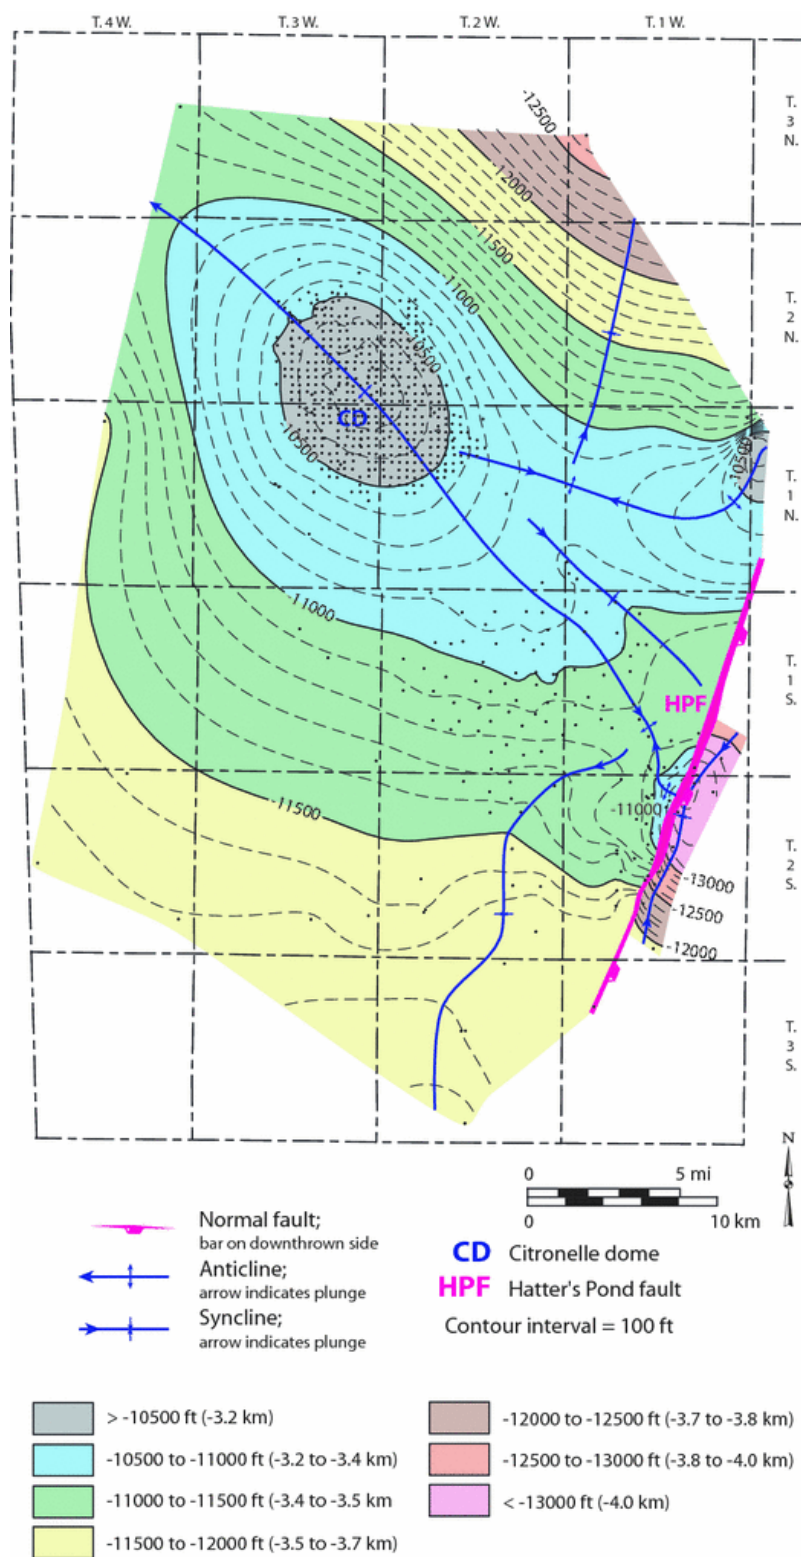 T. 4 W. T. 3 W. T. 2 W. T. 1 W.
T.
3
N.
-12500
-12000
-11500
T.
2
N.
-11000
-10500
CD
-10500
-10500
T.
1
N.
-11000
T.
1
S.
HPF
-11500
-11000
T.
2
S.
-13000
-12500
-12000
T.
3
S.
N
0 5 mi
0 10 km
Normal fault;
bar on downthrown side
Anticline;
arrow indicates plunge
Syncline;
arrow indicates plunge
CD Citronelle dome
HPF Hatter's Pond fault
Contour interval = 100 ft
> -10500 ft (-3.2 km)
-10500 to -11000 ft (-3.2 to -3.4 km)
-11000 to -11500 ft (-3.4 to -3.5 km
-11500 to -12000 ft (-3.5 to -3.7 km)
-12000 to -12500 ft (-3.7 to -3.8 km)
-12500 to -13000 ft (-3.8 to -4.0 km)
< -13000 ft (-4.0 km)